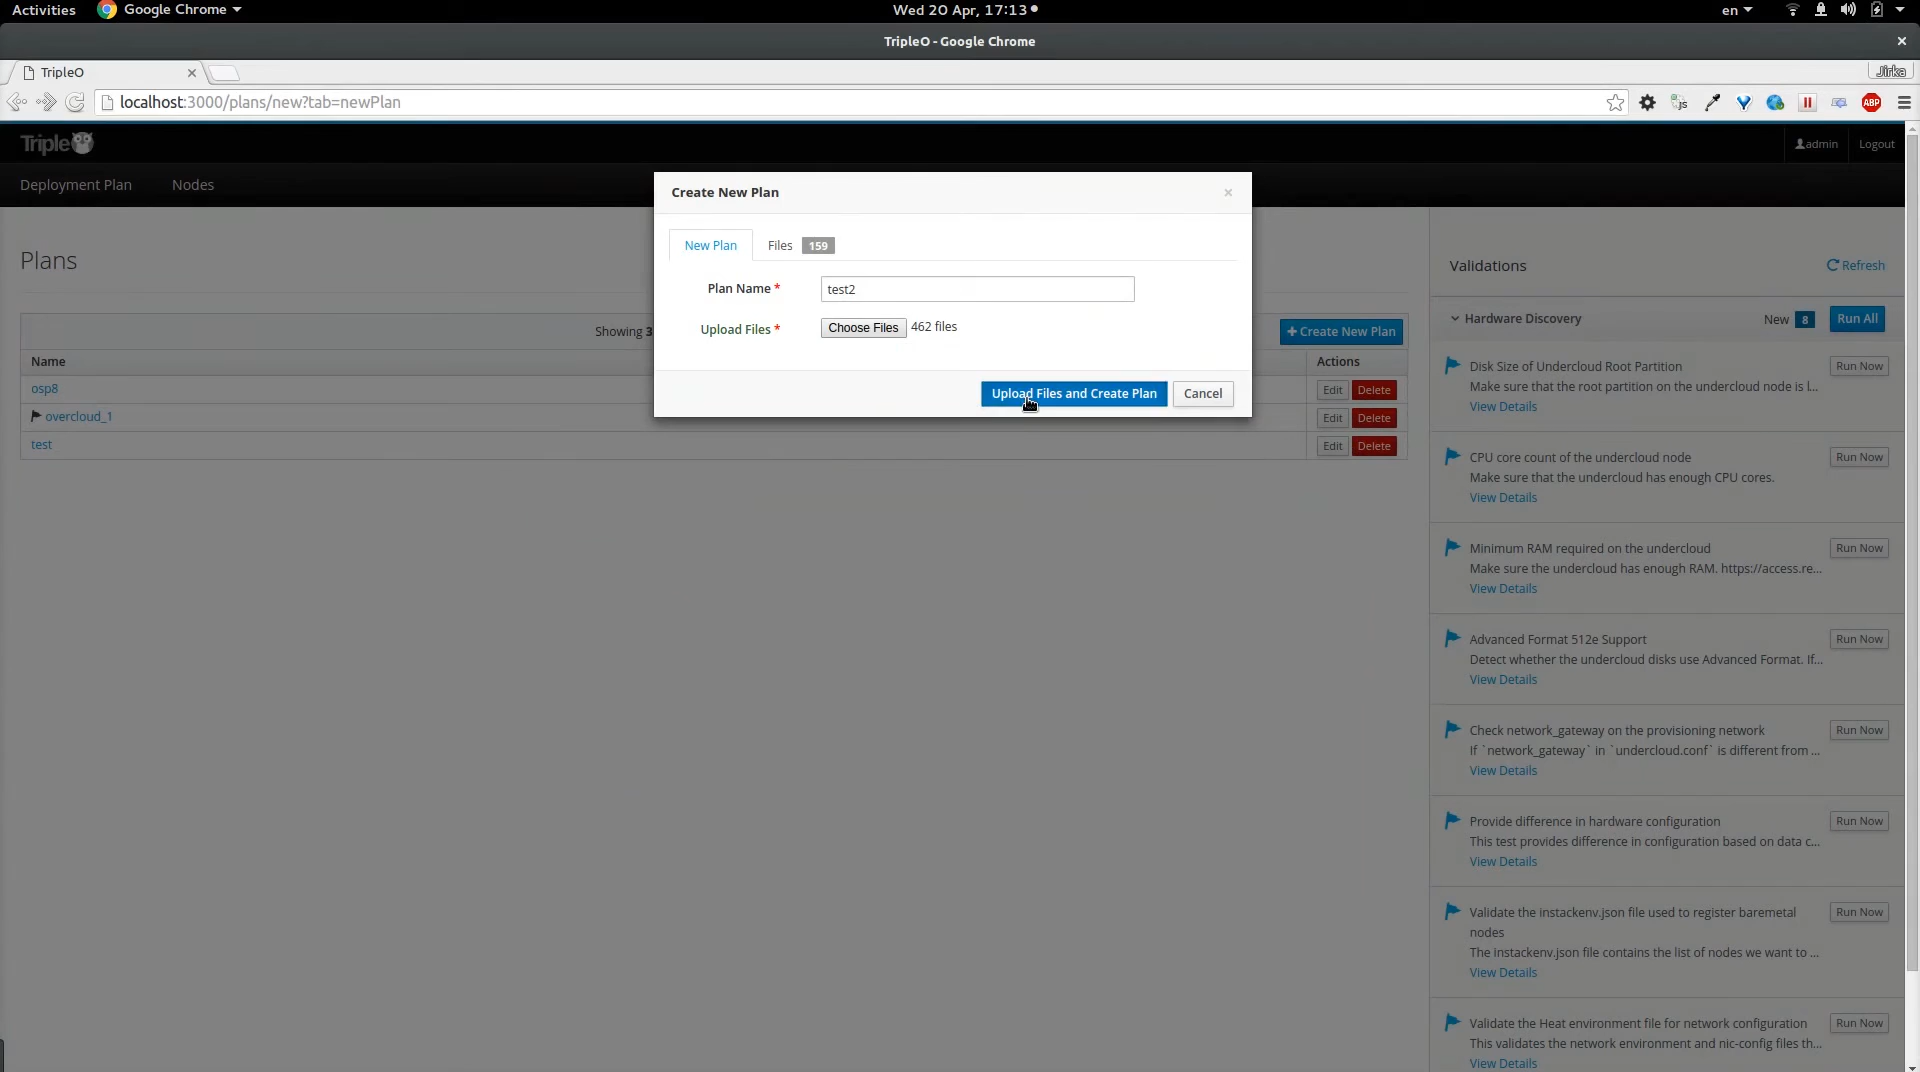 Activities Google Chrome Wed 20 Apr, 17:13 en
TripleO - Google Chrome
TripleO Jirka
localhost:3000/plans/new?tab=newPlan ABP
TripleO admin Logout
Deployment Plan Nodes
Create New Plan
New Plan Files 159
Plan Name * test2
Upload Files * Choose Files 462 files
Upload Files and Create Plan Cancel
Plans
Showing 3 + Create New Plan
Name Actions
osp8 Edit Delete
overcloud_1 Edit Delete
test Edit Delete
Validations Refresh
Hardware Discovery New 8 Run All
Disk Size of Undercloud Root Partition Run Now
Make sure that the root partition on the undercloud node is l...
View Details
CPU core count of the undercloud node Run Now
Make sure that the undercloud has enough CPU cores.
View Details
Minimum RAM required on the undercloud Run Now
Make sure the undercloud has enough RAM. https://access.re...
View Details
Advanced Format 512e Support Run Now
Detect whether the undercloud disks use Advanced Format. If...
View Details
Check network_gateway on the provisioning network Run Now
If `network_gateway` in `undercloud.conf` is different from ...
View Details
Provide difference in hardware configuration Run Now
This test provides difference in configuration based on data c...
View Details
Validate the instackenv.json file used to register baremetal Run Now
nodes
The instackenv.json file contains the list of nodes we want to ...
View Details
Validate the Heat environment file for network configuration Run Now
This validates the network environment and nic-config files th...
View Details